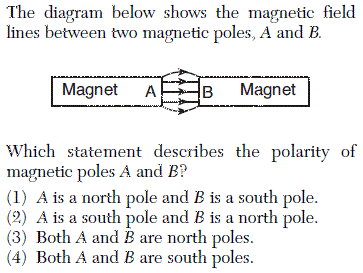 The diagram below shows the magnetic field
lines between two magnetic poles, A and B.
Magnet A B Magnet
Which statement describes the polarity of
magnetic poles A and B?
(1) A is a north pole and B is a south pole.
(2) A is a south pole and B is a north pole.
(3) Both A and B are north poles.
(4) Both A and B are south poles.